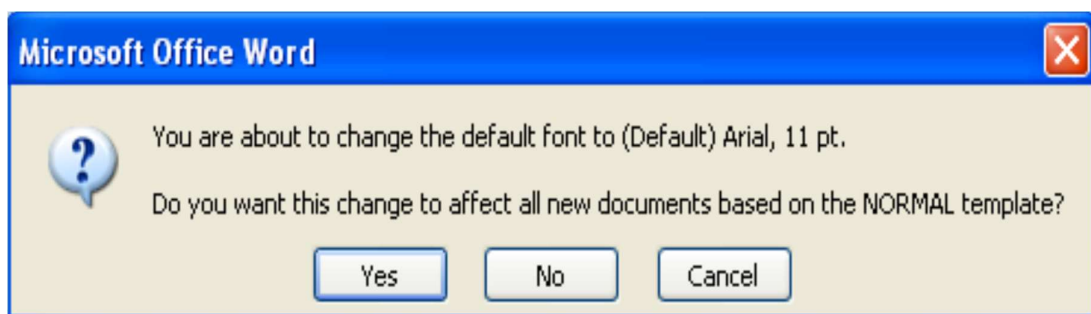 Microsoft Office Word
You are about to change the default font to (Default) Arial, 11 pt.
Do you want this change to affect all new documents based on the NORMAL template?
Yes No Cancel